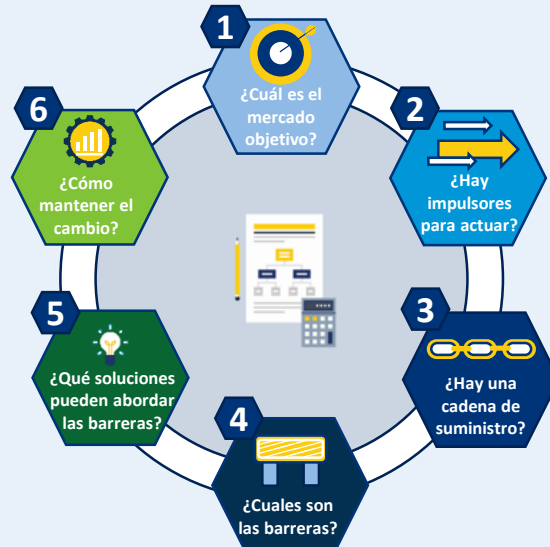 1
¿Cuál es el
mercado
objetivo?
2
¿Hay
impulsores
para actuar?
3
¿Hay una
cadena de
suministro?
4
¿Cuales son
las barreras?
5
¿Qué soluciones
pueden abordar
las barreras?
6
¿Cómo
mantener el
cambio?